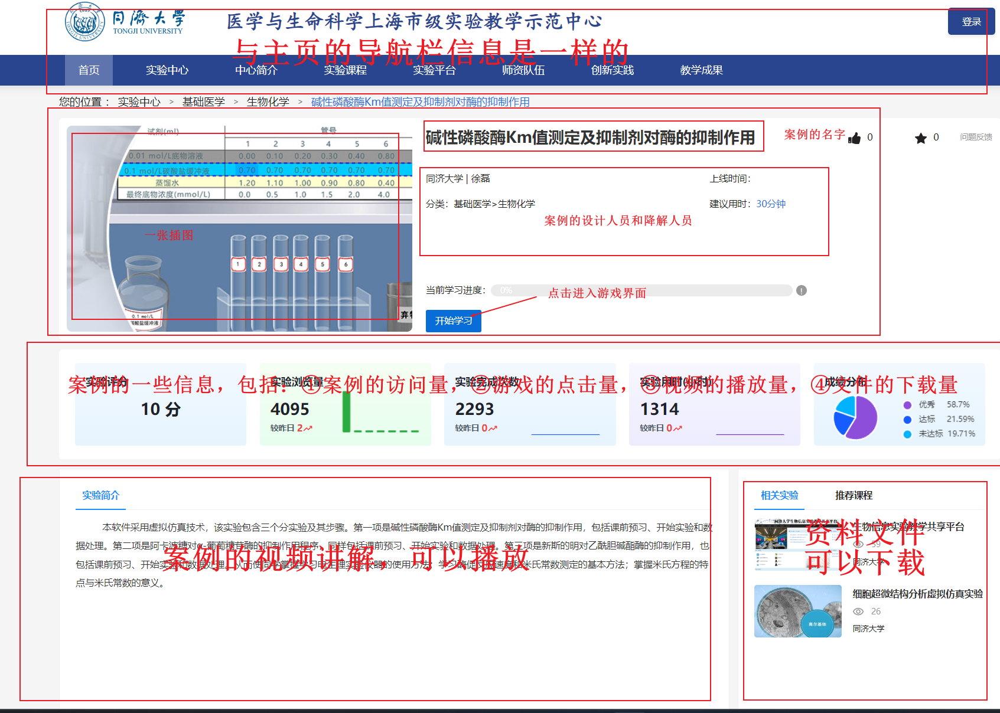 同濟大学
TONGJI UNIVERSITY
医学与生命科学上海市级实验教学示范中心
登录
与主页的导航栏信息是一样的
首页 实验中心 中心简介 实验课程 实验平台 师资队伍 创新实践 教学成果
您的位置： 实验中心 > 基础医学 > 生物化学 > 碱性磷酸酶Km值测定及抑制剂对酶的抑制作用
试剂(ml) 管号
1 2 3 4 5 6
0.01 mol/L底物溶液 0.00 0.10 0.20 0.30 0.40 0.80
0.1 mol/L碳酸盐缓冲液 0.70 0.70 0.70 0.70 0.70 0.70
蒸馏水 1.20 1.10 1.00 0.90 0.80 0.40
最终底物浓度(mmol/L) 0.0 0.5 1.0 1.5 2.0 4.0
一张插图
1 2 3 4 5 6
0.1 mol/L
碳酸盐缓冲液
弃
碱性磷酸酶Km值测定及抑制剂对酶的抑制作用
案例的名字
0
0
问题反馈
同济大学 | 徐磊
上线时间：
分类：基础医学>生物化学
建议用时：30分钟
案例的设计人员和降解人员
当前学习进度： 0% !
点击进入游戏界面
开始学习
案例的一些信息，包括：①案例的访问量，②游戏的点击量，③视频的播放量，④文件的下载量
实验评分
10 分
实验浏览量
4095
较昨日 2
实验完成次数
2293
较昨日 0
实验用时(小时)
1314
较昨日 0
成绩分布
优秀 58.7%
达标 21.59%
未达标 19.71%
实验简介
本软件采用虚拟仿真技术，该实验包含三个分实验及其步骤。第一项是碱性磷酸酶Km值测定及抑制剂对酶的抑制作用，包括课前预习、开始实验和数
据处理。第二项是阿卡波糖对α-葡萄糖苷酶的抑制作用程序，同样包括课前预习、开始实验和数据处理。第三项是新斯的明对乙酰胆碱酯酶的抑制作用，也
包括课前预习、开始实验和数据处理。从而使同学掌握学习电生理实验仪器的使用方法；学习酶促反应速度和米氏常数测定的基本方法；掌握米氏方程的特
点与米氏常数的意义。
案例的视频讲解，可以播放
相关实验 推荐课程
生物信息实验教学共享平台
59
同济大学
资料文件
可以下载
高尔基体
细胞超微结构分析虚拟仿真实验
26
同济大学